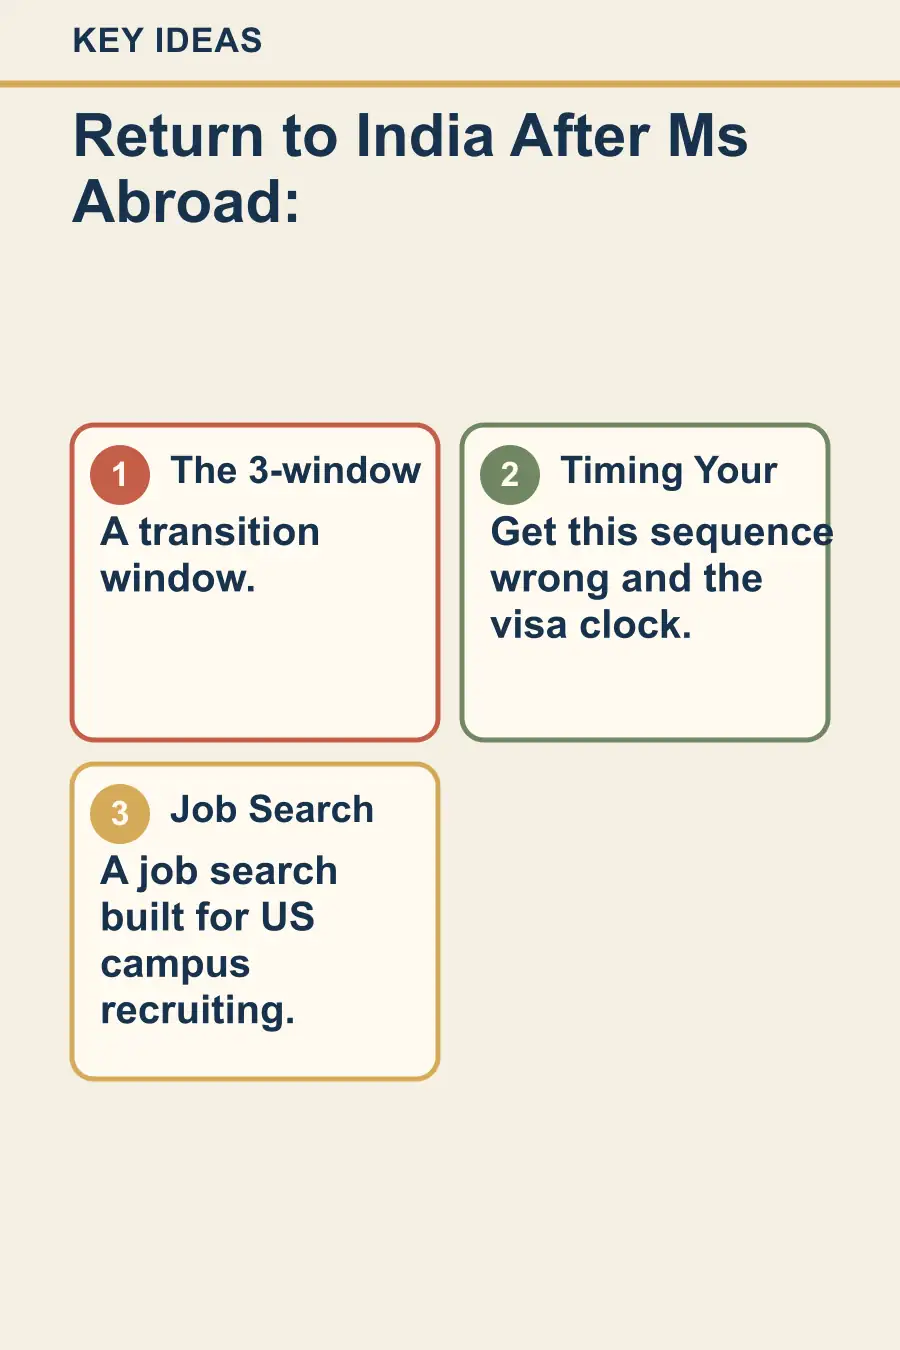 KEY IDEAS
Return to India After Ms
Abroad:
1
The 3-window
A transition
window.
2
Timing Your
Get this sequence
wrong and the
visa clock.
3
Job Search
A job search
built for US
campus
recruiting.